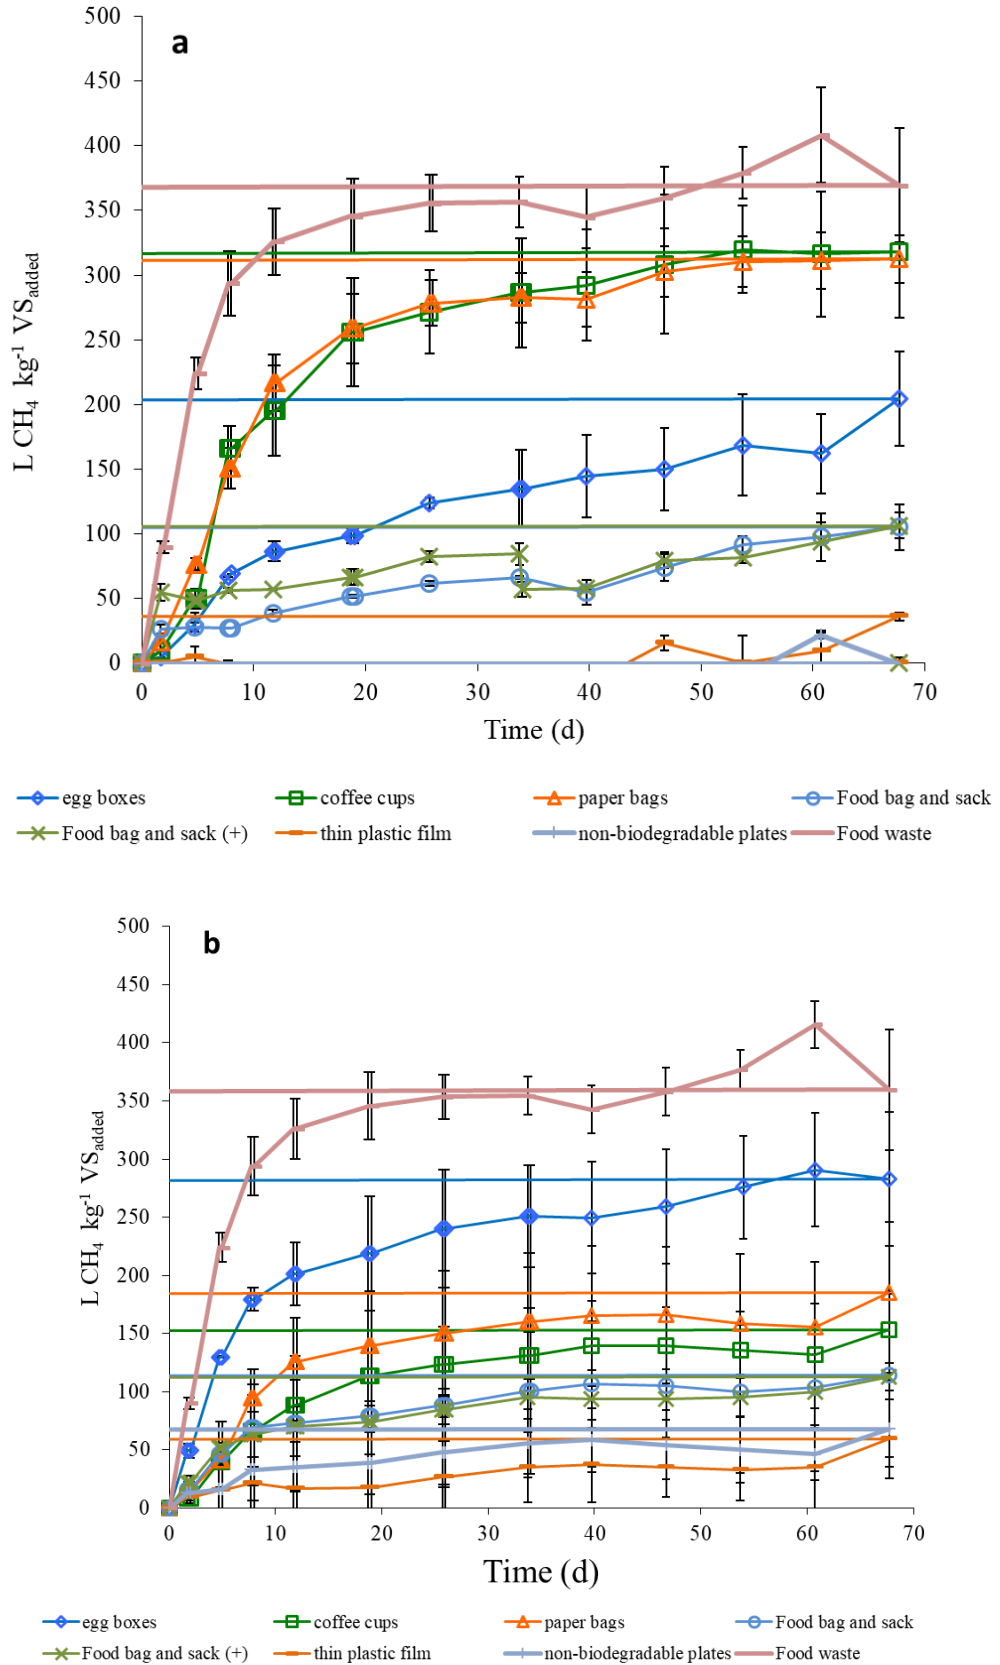 a
500
450
400
350
300
250
200
150
100
50
0
L CH4 kg-1 VSadded
0 10 20 30 40 50 60 70
Time (d)
egg boxes coffee cups paper bags Food bag and sack
Food bag and sack (+) thin plastic film non-biodegradable plates Food waste
b
500
450
400
350
300
250
200
150
100
50
0
L CH4 kg-1 VSadded
0 10 20 30 40 50 60 70
Time (d)
egg boxes coffee cups paper bags Food bag and sack
Food bag and sack (+) thin plastic film non-biodegradable plates Food waste